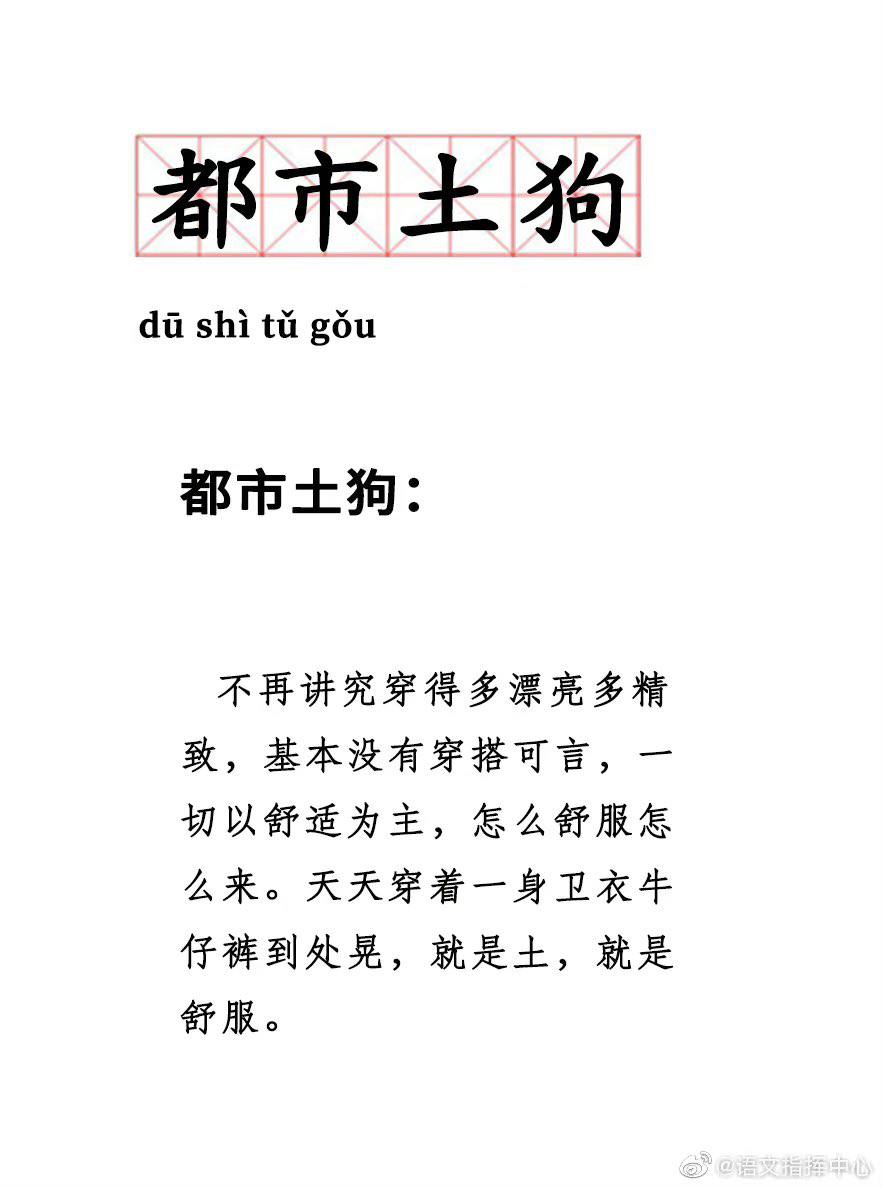 都市土狗
dū shì tǔ gǒu
都市土狗：
不再讲究穿得多漂亮多精
致，基本没有穿搭可言，一
切以舒适为主，怎么舒服怎
么来。天天穿着一身卫衣牛
仔裤到处晃，就是土，就是
舒服。
@语文指挥中心